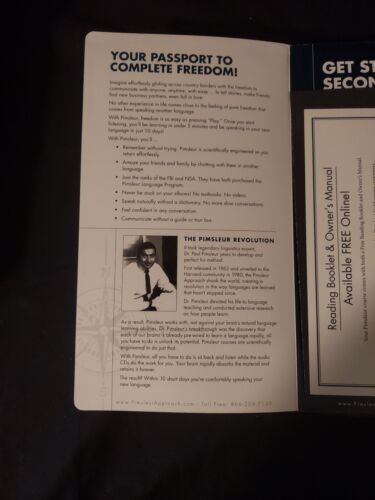 YOUR PASSPORT TO
COMPLETE FREEDOM!
Imagine effortlessly gliding across country borders with the freedom to
communicate with anyone, anytime, with ease ... to tell stories, make friends,
find new business partners, even fall in love.
No other experience in life comes close to the feeling of pure freedom that
comes from speaking another language.
With Pimsleur, freedom is as easy as pressing "Play." Once you start
listening, you'll be learning in under 5 minutes and be speaking in your new
language in just 10 days!
With Pimsleur, you'll ...
• Remember without trying. Pimsleur is scientifically engineered so you
return effortlessly.
• Amaze your friends and family by chatting with them in another
language.
• Join the ranks of the FBI and NSA. They have both purchased the
Pimsleur Language Program.
• Never be stuck on your elbows! No textbooks. No videos.
• Speak naturally without a dictionary. No more slow conversations.
• Feel confident in any conversation.
• Communicate without a guide or tour bus.
THE PIMSLEUR REVOLUTION
It took legendary linguistics expert,
Dr. Paul Pimsleur years to develop and
perfect his method.
First released in 1963 and unveiled to the
Harvard community in 1980, the Pimsleur
Approach shook the world, creating a
revolution in the way languages are learned
that hasn't stopped since.
Dr. Pimsleur devoted his life to language
teaching and conducted extensive research
on how people learn.
As a result, Pimsleur works with, not against your brain's natural language
learning abilities. Dr. Pimsleur's breakthrough was the discovery that
each of our brains is already pre-wired to learn a language rapidly, all
you have to do is unlock its potential. Pimsleur courses are scientifically
engineered to do just that.
With Pimsleur, all you have to do is sit back and listen while the audio
CDs do the work for you. Your brain rapidly absorbs the material and
retains it forever.
The result? Within 10 short days you're comfortably speaking your
new language.
www.PimsleurApproach.com Toll Free:
GET ST
SECON
Reading Booklet & Owner's Manual
Available FREE Online!
Your Pimsleur course comes with both a Free Reading Booklet and Owner's Manual.
www.Pim